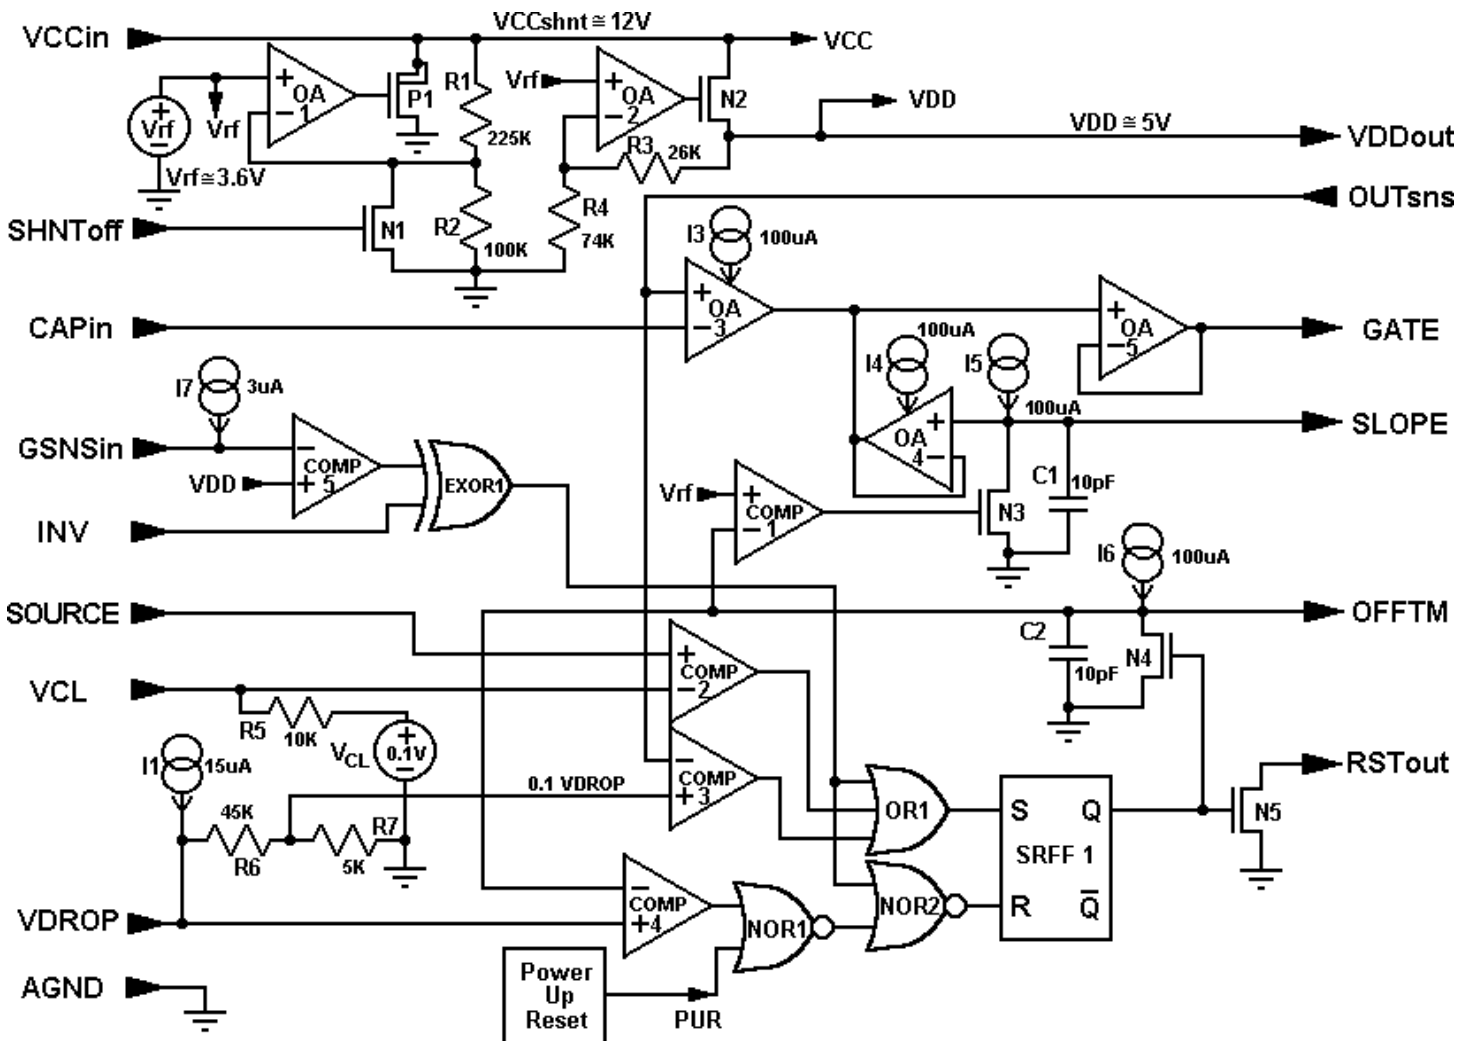 VCCin
VCCshnt≅12V
VCC
+
OA
−
1
P1
R1
225K
Vrf
+
OA
−
2
N2
VDD
VDD≅5V
VDDout
+
Vrf
−
Vrf
Vrf≅3.6V
R3
26K
OUTsns
SHNToff
N1
R2
100K
R4
74K
I3
100uA
CAPin
+
OA
−
3
+
OA
−
5
GATE
I7
3uA
100uA
I4
I5
100uA
SLOPE
GSNSin
−
COMP
+
5
VDD
EXOR1
+
OA
−
4
C1
10pF
INV
Vrf
+
COMP
−
1
N3
I6
100uA
SOURCE
OFFTM
+
COMP
−
2
C2
10pF
N4
VCL
R5
10K
VCL
+
0.1V
−
I1
15uA
0.1 VDROP
−
COMP
+
3
RSTout
45K
R6
R7
5K
OR1
S
Q
SRFF 1
R
Q̅
N5
VDROP
−
COMP
+
4
NOR1
NOR2
AGND
Power
Up
Reset
PUR